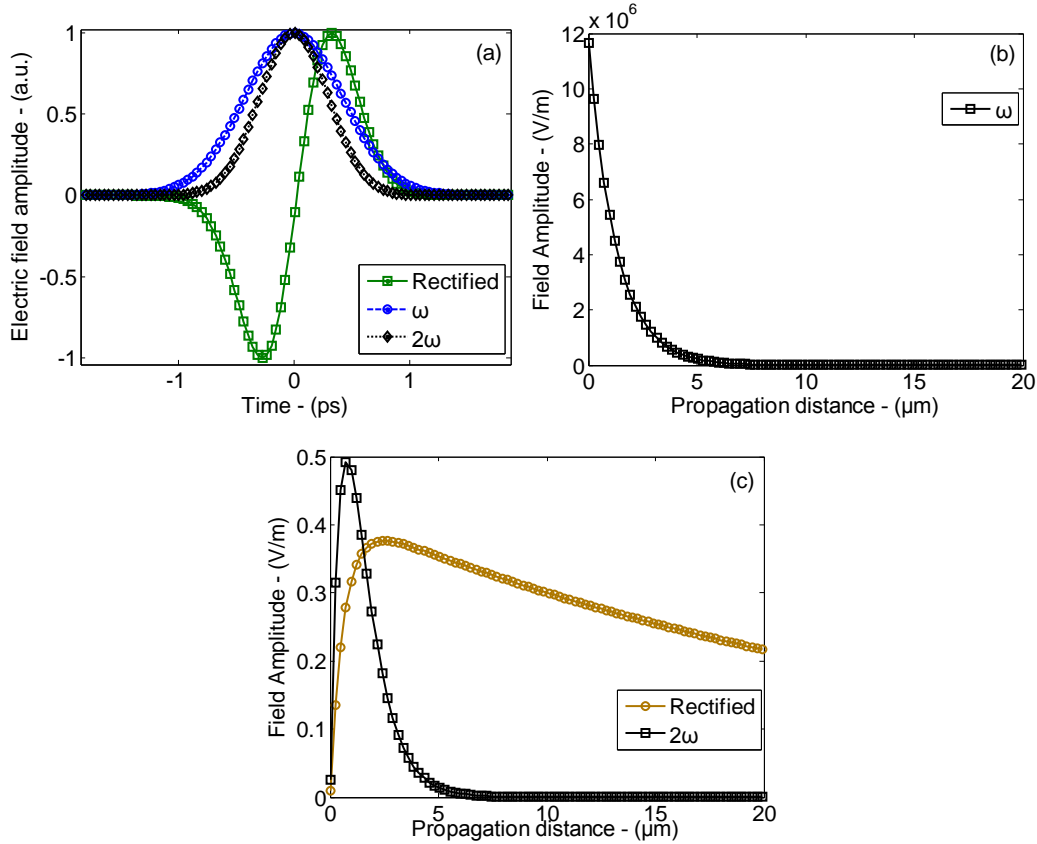 (a)
Electric field amplitude - (a.u.)
1
0.5
0
-0.5
-1
-1 0 1
Time - (ps)
Rectified
ω
2ω
(b)
x 10^6
Field Amplitude - (V/m)
12
10
8
6
4
2
0
0 5 10 15 20
Propagation distance - (μm)
ω
(c)
Field Amplitude - (V/m)
0.5
0.4
0.3
0.2
0.1
0
0 5 10 15 20
Propagation distance - (μm)
Rectified
2ω